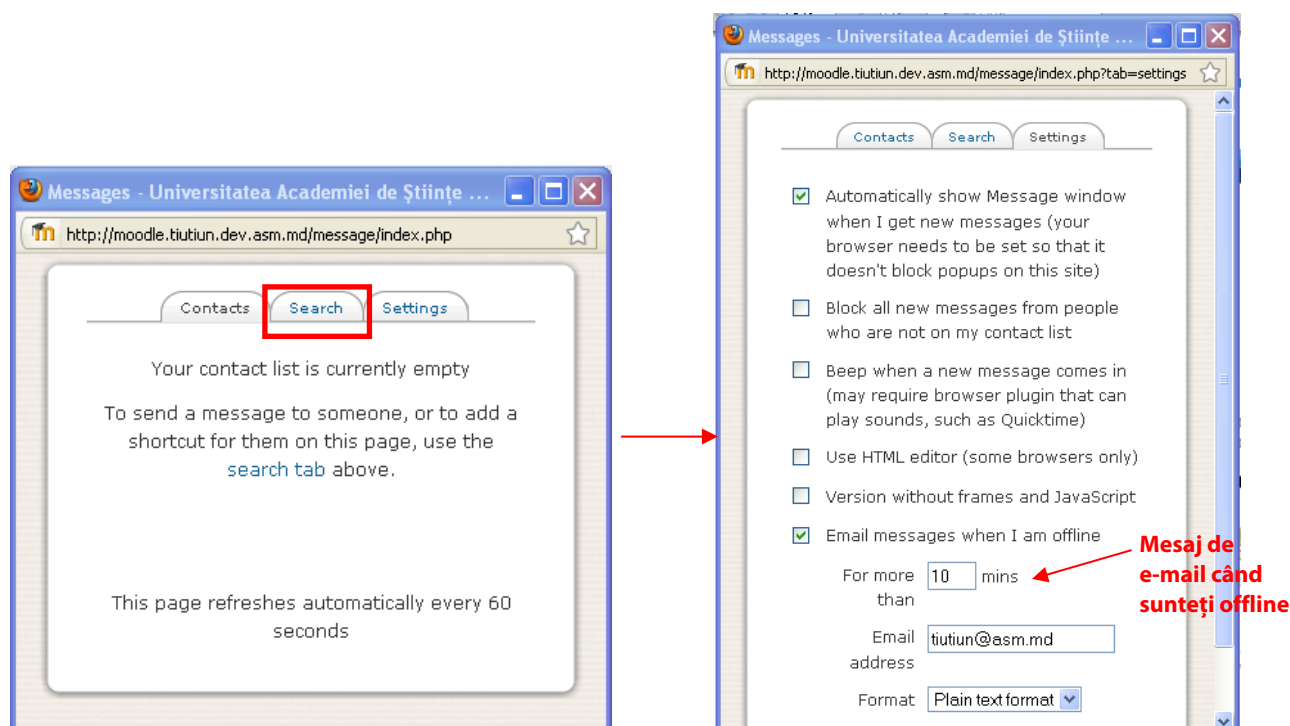 Messages - Universitatea Academiei de Științe ...
http://moodle.tiutiun.dev.asm.md/message/index.php
Contacts Search Settings
Your contact list is currently empty
To send a message to someone, or to add a
shortcut for them on this page, use the
search tab above.
This page refreshes automatically every 60
seconds
Messages - Universitatea Academiei de Științe ...
http://moodle.tiutiun.dev.asm.md/message/index.php?tab=settings
Contacts Search Settings
Automatically show Message window
when I get new messages (your
browser needs to be set so that it
doesn't block popups on this site)
Block all new messages from people
who are not on my contact list
Beep when a new message comes in
(may require browser plugin that can
play sounds, such as Quicktime)
Use HTML editor (some browsers only)
Version without frames and JavaScript
Email messages when I am offline
For more 10 mins
than
Email tiutiun@asm.md
address
Format Plain text format
Mesaj de
e-mail când
sunteți offline